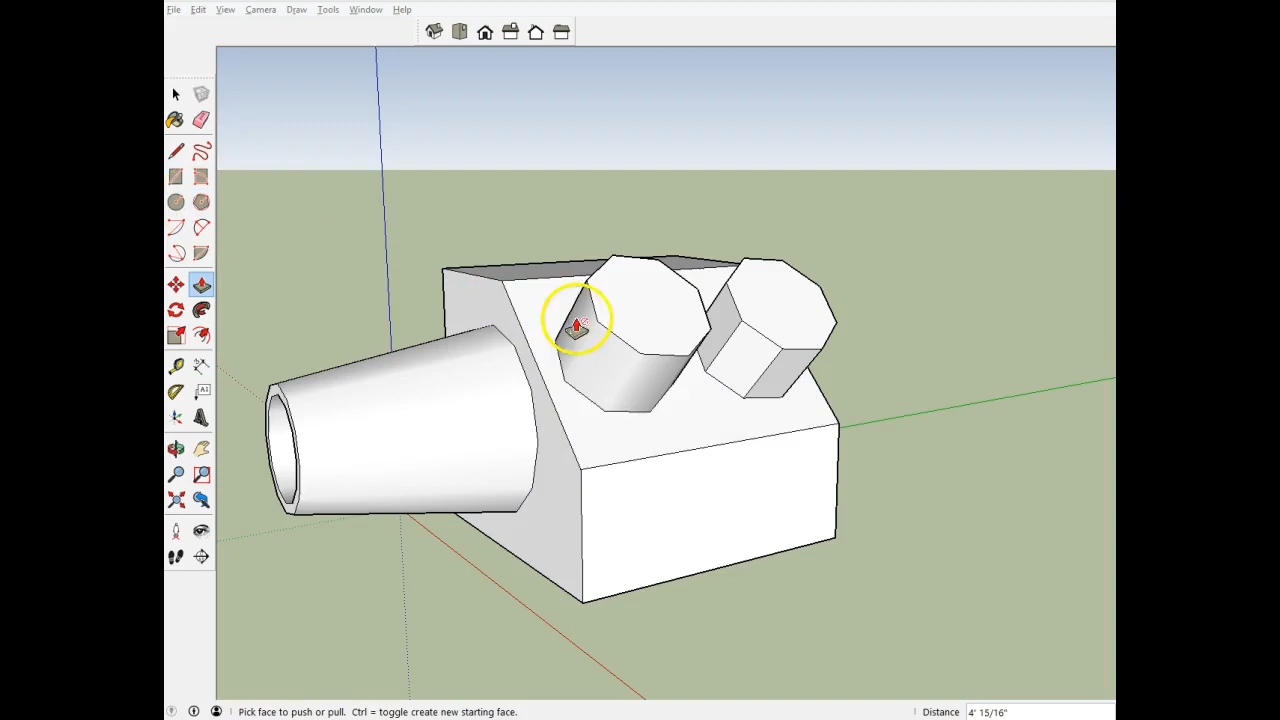 File Edit View Camera Draw Tools Window Help
A1
Pick face to push or pull. Ctrl = toggle create new starting face. Distance 4' 15/16"